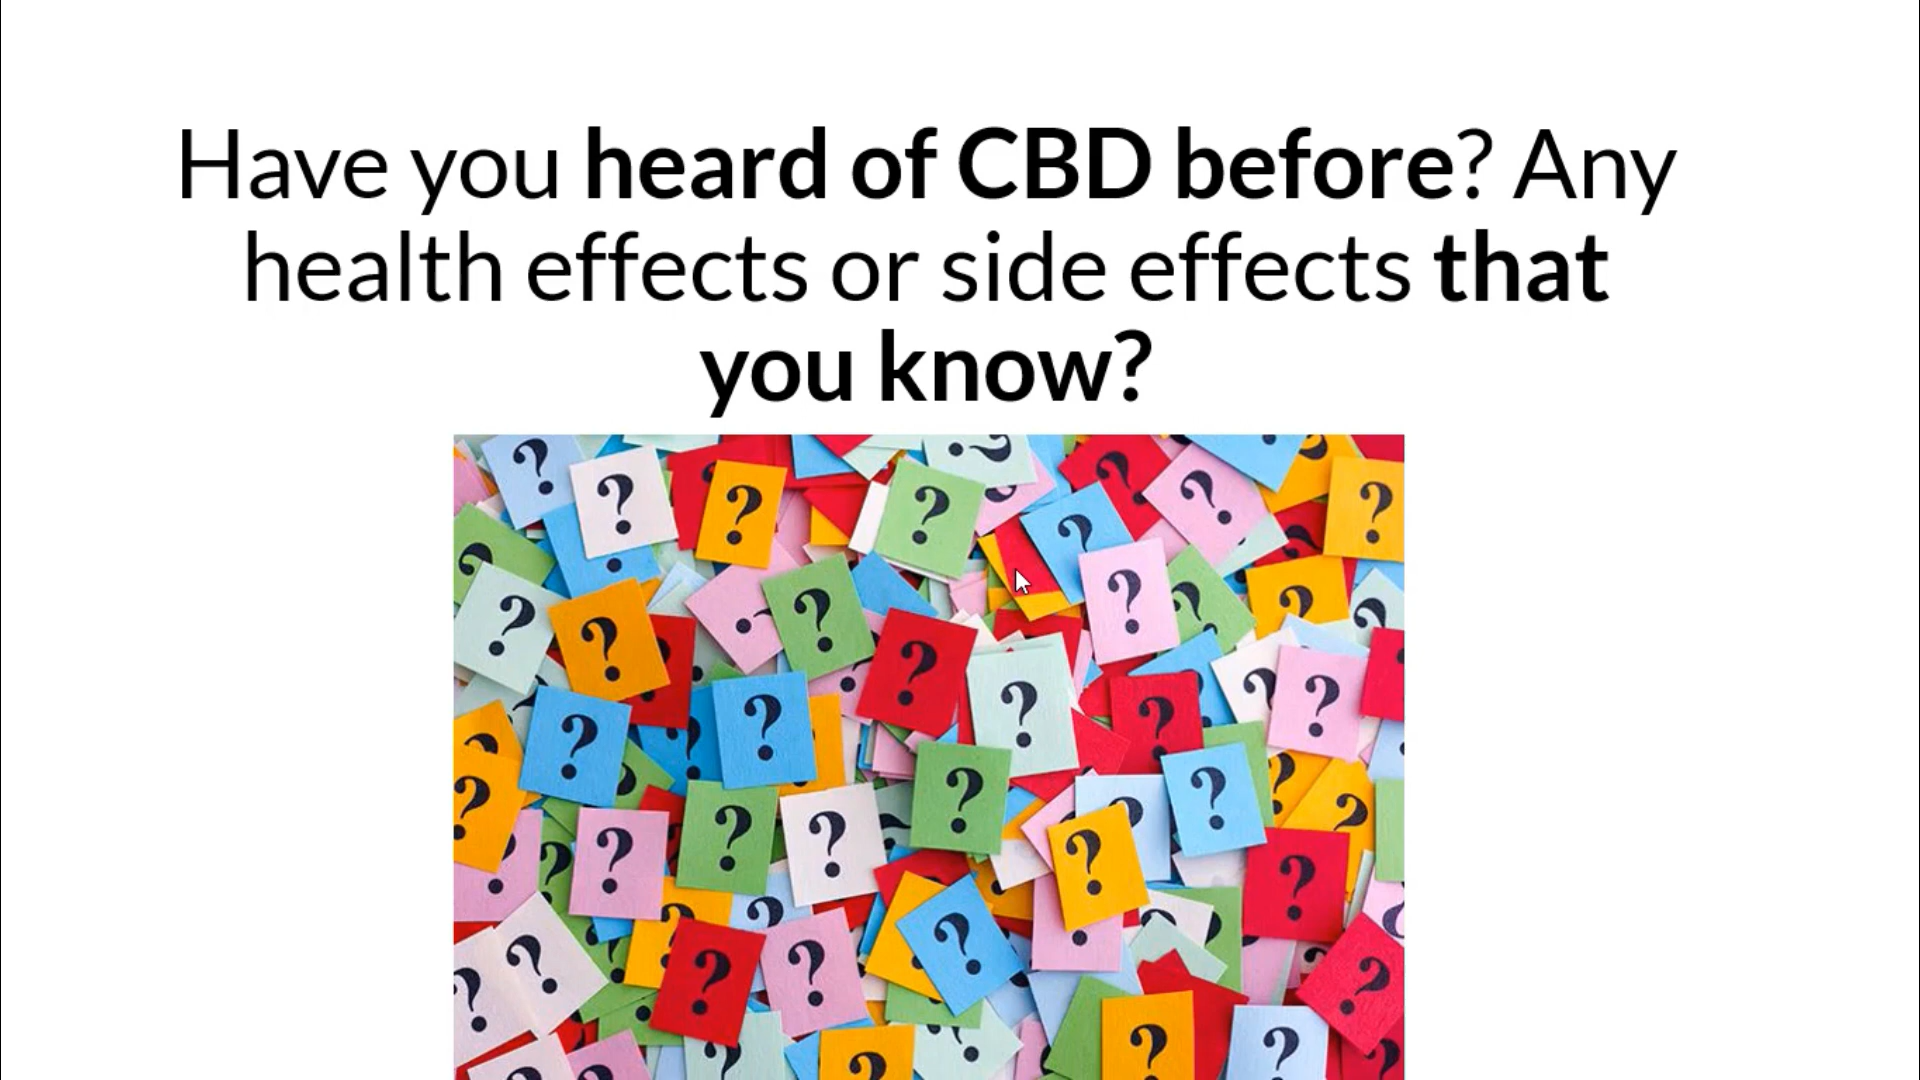 Have you heard of CBD before? Any
health effects or side effects that
you know?